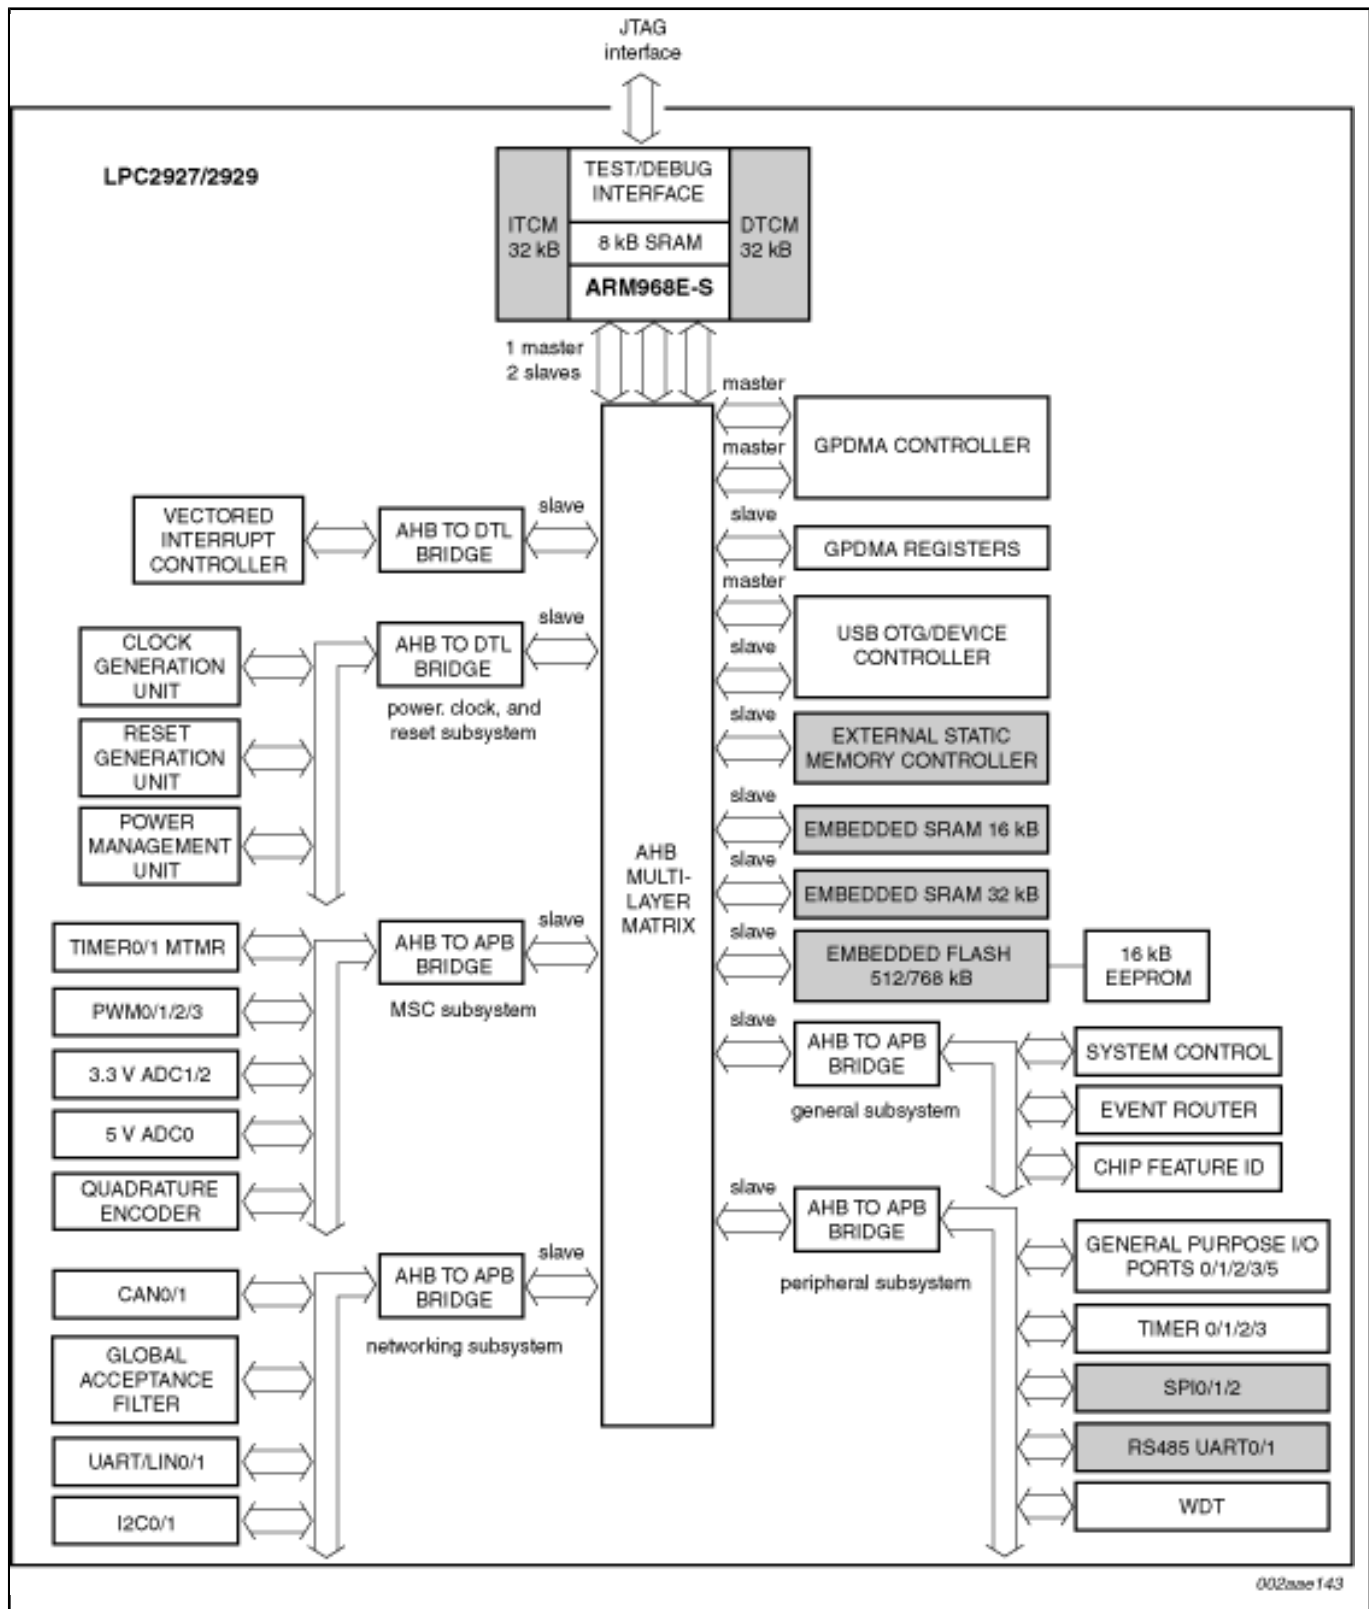 JTAG
interface
LPC2927/2929
ITCM
32 kB
TEST/DEBUG
INTERFACE
8 kB SRAM
ARM968E-S
DTCM
32 kB
1 master
2 slaves
master
GPDMA CONTROLLER
master
slave
GPDMA REGISTERS
master
USB OTG/DEVICE
CONTROLLER
slave
slave
EXTERNAL STATIC
MEMORY CONTROLLER
slave
EMBEDDED SRAM 16 kB
slave
EMBEDDED SRAM 32 kB
slave
EMBEDDED FLASH
512/768 kB
16 kB
EEPROM
slave
AHB TO APB
BRIDGE
general subsystem
SYSTEM CONTROL
EVENT ROUTER
CHIP FEATURE ID
slave
AHB TO APB
BRIDGE
peripheral subsystem
GENERAL PURPOSE I/O
PORTS 0/1/2/3/5
TIMER 0/1/2/3
SPI0/1/2
RS485 UART0/1
WDT
AHB
MULTI-
LAYER
MATRIX
VECTORED
INTERRUPT
CONTROLLER
AHB TO DTL
BRIDGE
slave
CLOCK
GENERATION
UNIT
RESET
GENERATION
UNIT
POWER
MANAGEMENT
UNIT
AHB TO DTL
BRIDGE
slave
power. clock, and
reset subsystem
TIMER0/1 MTMR
PWM0/1/2/3
3.3 V ADC1/2
5 V ADC0
QUADRATURE
ENCODER
AHB TO APB
BRIDGE
slave
MSC subsystem
CAN0/1
GLOBAL
ACCEPTANCE
FILTER
UART/LIN0/1
I2C0/1
AHB TO APB
BRIDGE
slave
networking subsystem
002aae143